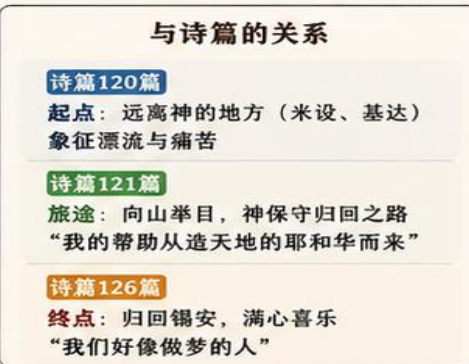 与诗篇的关系
诗篇120篇
起点：远离神的地方（米设、基达）
象征漂流与痛苦
诗篇121篇
旅途：向山举目，神保守归回之路
“我的帮助从造天地的耶和华而来”
诗篇126篇
终点：归回锡安，满心喜乐
“我们好像做梦的人”